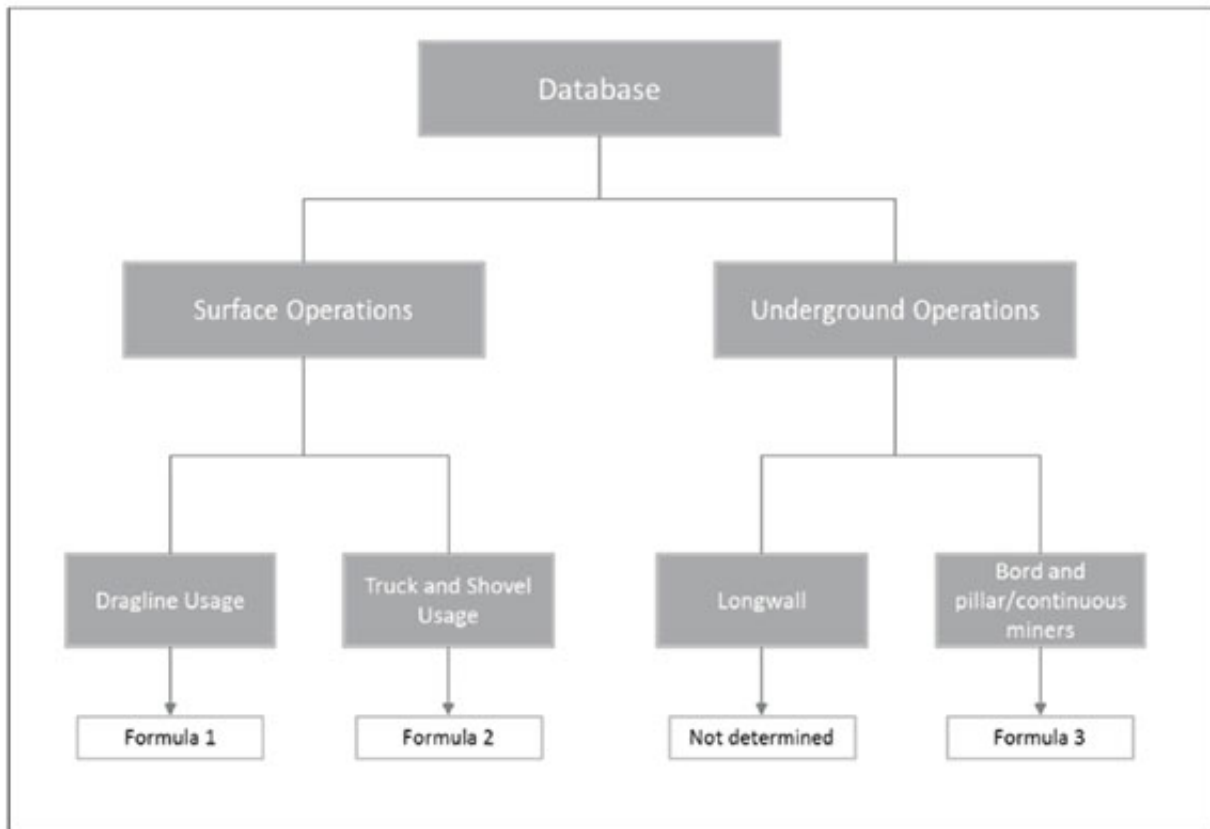 Database
Surface Operations
Underground Operations
Dragline Usage
Truck and Shovel
Usage
Longwall
Bord and
pillar/continuous
miners
Formula 1
Formula 2
Not determined
Formula 3